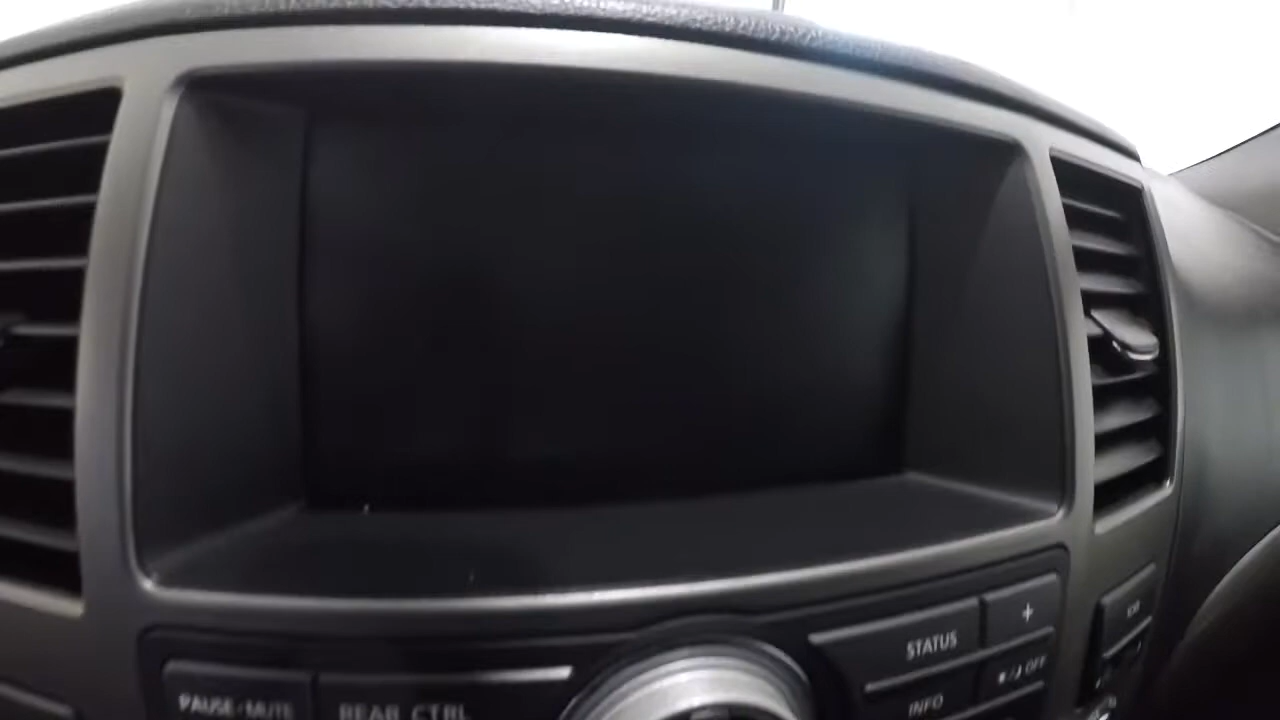 STATUS
+
OFF
INFO
PAUSE·MUTE
REAR CTRL